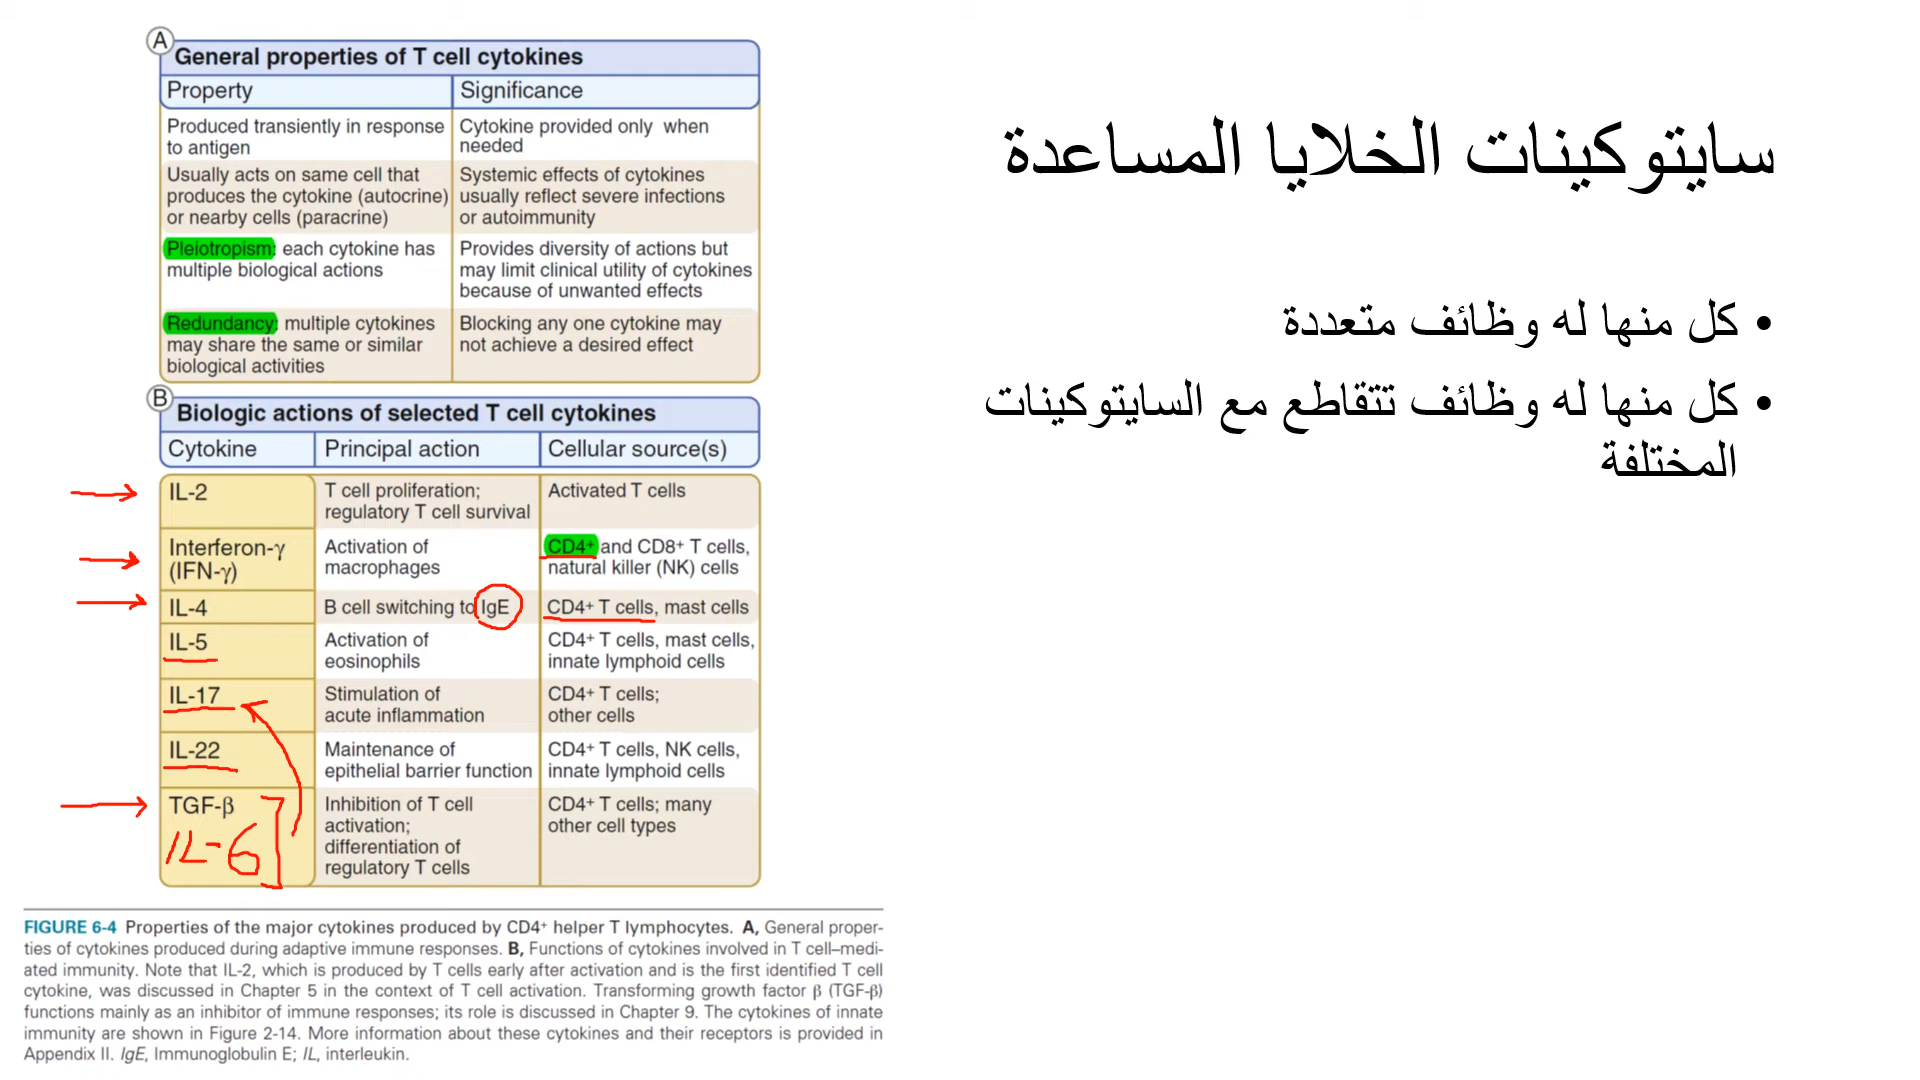 A
General properties of T cell cytokines
Property
Significance
Produced transiently in response
to antigen
Cytokine provided only when
needed
Usually acts on same cell that
produces the cytokine (autocrine)
or nearby cells (paracrine)
Systemic effects of cytokines
usually reflect severe infections
or autoimmunity
Pleiotropism: each cytokine has
multiple biological actions
Provides diversity of actions but
may limit clinical utility of cytokines
because of unwanted effects
Redundancy: multiple cytokines
may share the same or similar
biological activities
Blocking any one cytokine may
not achieve a desired effect
B
Biologic actions of selected T cell cytokines
Cytokine
Principal action
Cellular source(s)
IL-2
T cell proliferation;
regulatory T cell survival
Activated T cells
Interferon-γ
(IFN-γ)
Activation of
macrophages
CD4⁺ and CD8⁺ T cells,
natural killer (NK) cells
IL-4
B cell switching to IgE
CD4⁺ T cells, mast cells
IL-5
Activation of
eosinophils
CD4⁺ T cells, mast cells,
innate lymphoid cells
IL-17
Stimulation of
acute inflammation
CD4⁺ T cells;
other cells
IL-22
Maintenance of
epithelial barrier function
CD4⁺ T cells, NK cells,
innate lymphoid cells
TGF-β
IL-6
Inhibition of T cell
activation;
differentiation of
regulatory T cells
CD4⁺ T cells; many
other cell types
FIGURE 6-4 Properties of the major cytokines produced by CD4⁺ helper T lymphocytes. A, General proper-
ties of cytokines produced during adaptive immune responses. B, Functions of cytokines involved in T cell–medi-
ated immunity. Note that IL-2, which is produced by T cells early after activation and is the first identified T cell
cytokine, was discussed in Chapter 5 in the context of T cell activation. Transforming growth factor β (TGF-β)
functions mainly as an inhibitor of immune responses; its role is discussed in Chapter 9. The cytokines of innate
immunity are shown in Figure 2-14. More information about these cytokines and their receptors is provided in
Appendix II. IgE, Immunoglobulin E; IL, interleukin.
سايتوكينات الخلايا المساعدة
• كل منها له وظائف متعددة
• كل منها له وظائف تتقاطع مع السايتوكينات
المختلفة